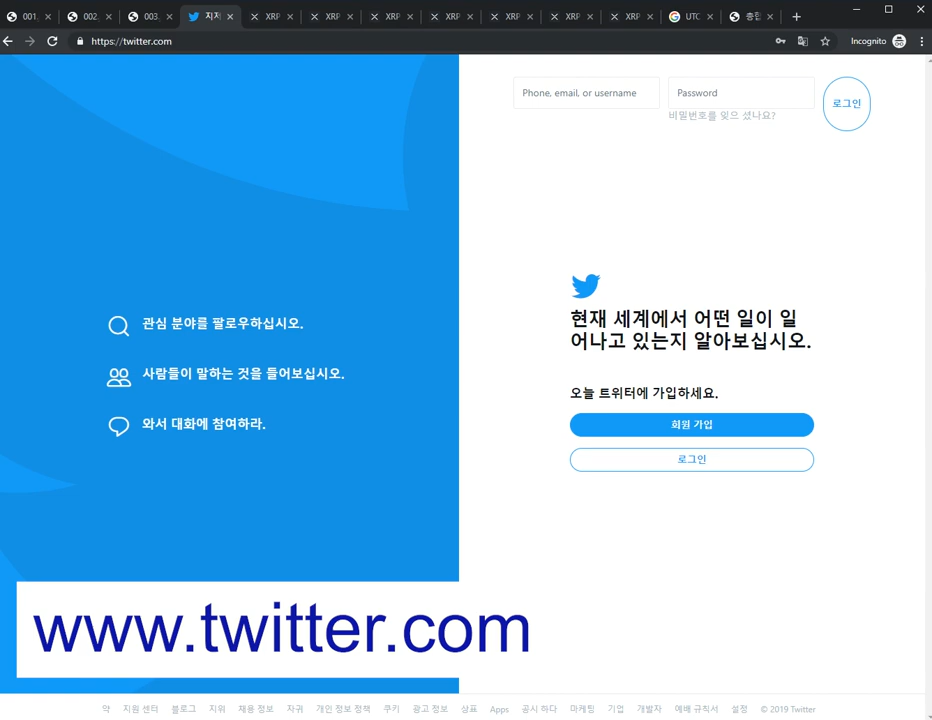 001.
002.
003.
지저
XRP
XRP
XRP
XRP
XRP
XRP
XRP
UTC
총힙
https://twitter.com
Incognito
Phone, email, or username
Password
로그인
비밀번호를 잊으 셨나요?
관심 분야를 팔로우하십시오.
사람들이 말하는 것을 들어보십시오.
와서 대화에 참여하라.
현재 세계에서 어떤 일이 일
어나고 있는지 알아보십시오.
오늘 트위터에 가입하세요.
회원 가입
로그인
www.twitter.com
약 지원 센터 블로그 지위 채용 정보 자귀 개인 정보 정책 쿠키 광고 정보 상표 Apps 공시 하다 마케팅 기업 개발자 예배 규칙서 설정 © 2019 Twitter